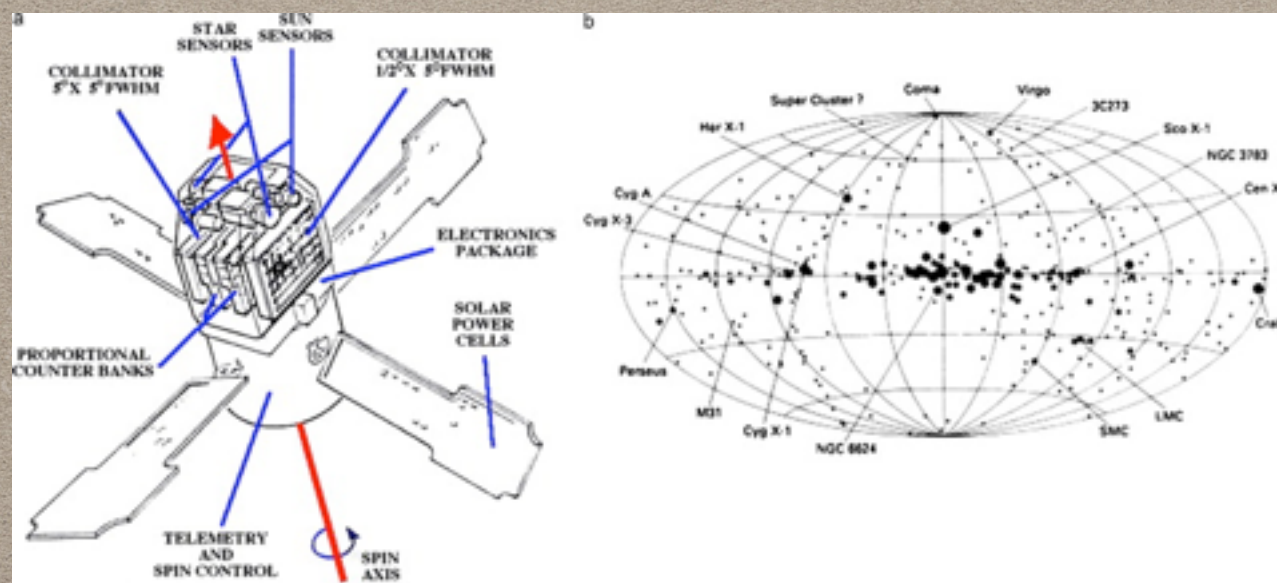 a
STAR
SENSORS
SUN
SENSORS
COLLIMATOR
5°X 5°FWHM
COLLIMATOR
1/2°X 5°FWHM
ELECTRONICS
PACKAGE
SOLAR
POWER
CELLS
PROPORTIONAL
COUNTER BANKS
TELEMETRY
AND
SPIN CONTROL
SPIN
AXIS
b
Coma
Virgo
Super Cluster ?
3C273
Her X-1
Sco X-1
NGC 3783
Cyg A
Cen X
Cyg X-3
Perseus
M31
Cyg X-1
NGC 6624
SMC
LMC